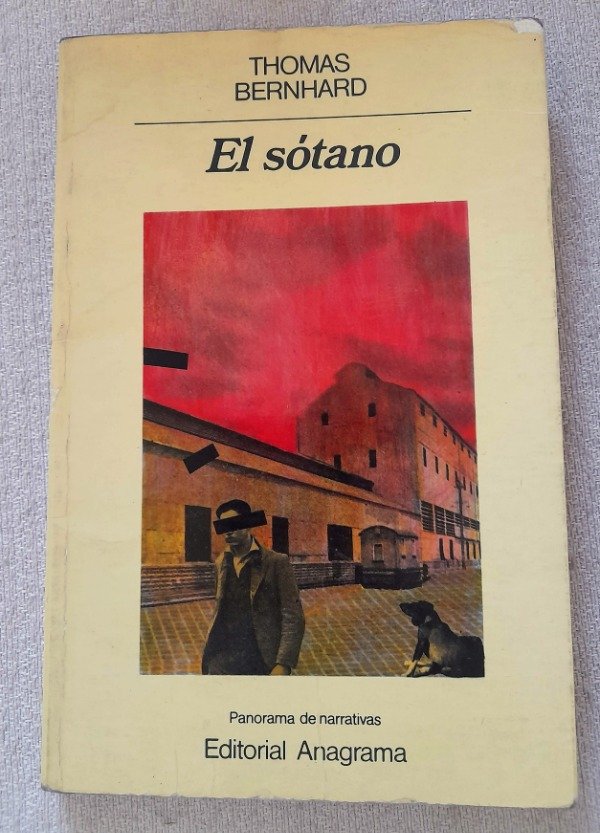 THOMAS
BERNHARD
El sótano
Panorama de narrativas
Editorial Anagrama